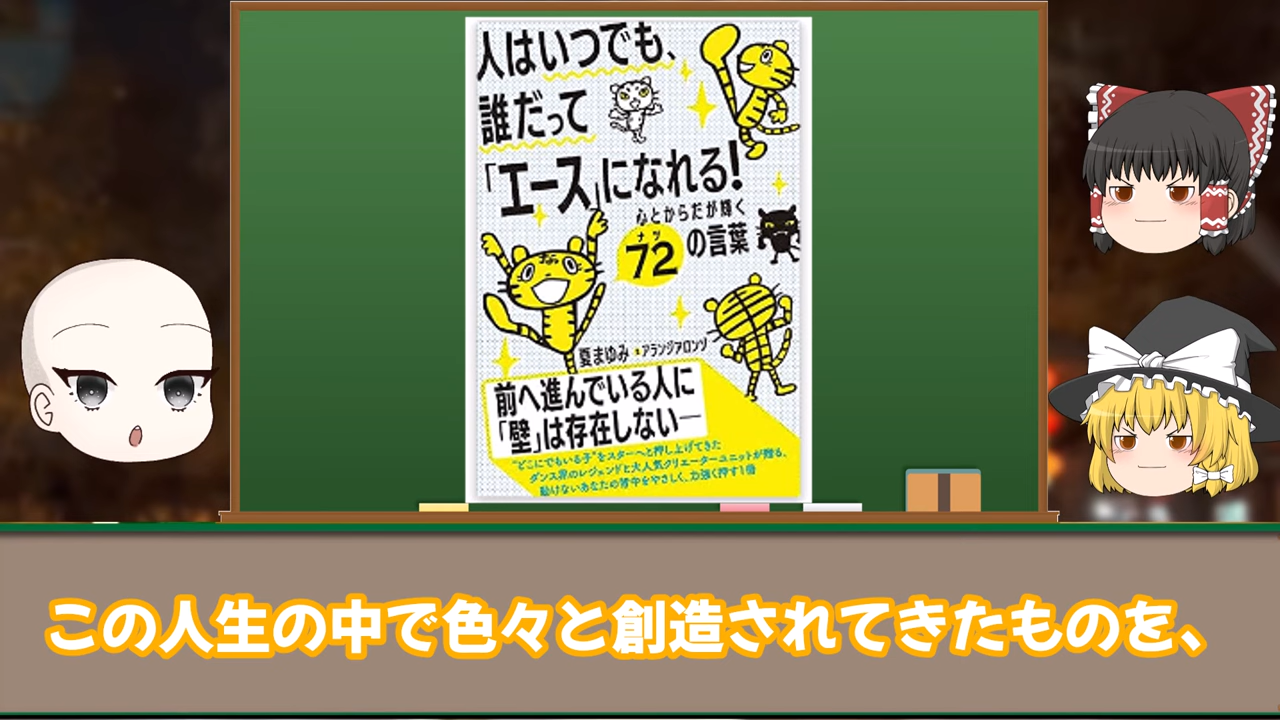 人はいつでも、
誰だって
「エース」になれる!
心とからだが輝く
ナツ
72の言葉
な
夏まゆみ アランジアロンゾ
前へ進んでいる人に
「壁」は存在しない―
“どこにでもいる子”をスターへと押し上げてきた
ダンス界のレジェンドと大人気クリエーターユニットが贈る、
動けないあなたの背中をやさしく、力強く押す1冊
この人生の中で色々と創造されてきたものを、